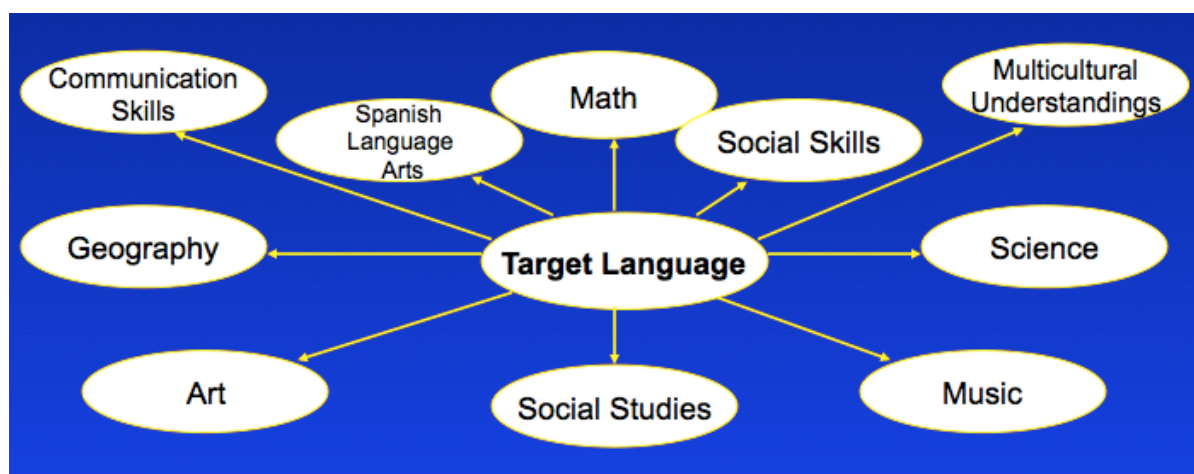 Communication
Skills
Spanish
Language
Arts
Math
Social Skills
Multicultural
Understandings
Geography
Target Language
Science
Art
Social Studies
Music